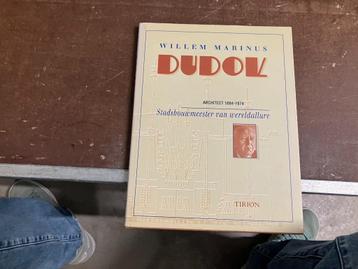 WILLEM MARINUS
DUDOK
ARCHITECT 1884-1974
Stadsbouwmeester van wereldallure
TIRION